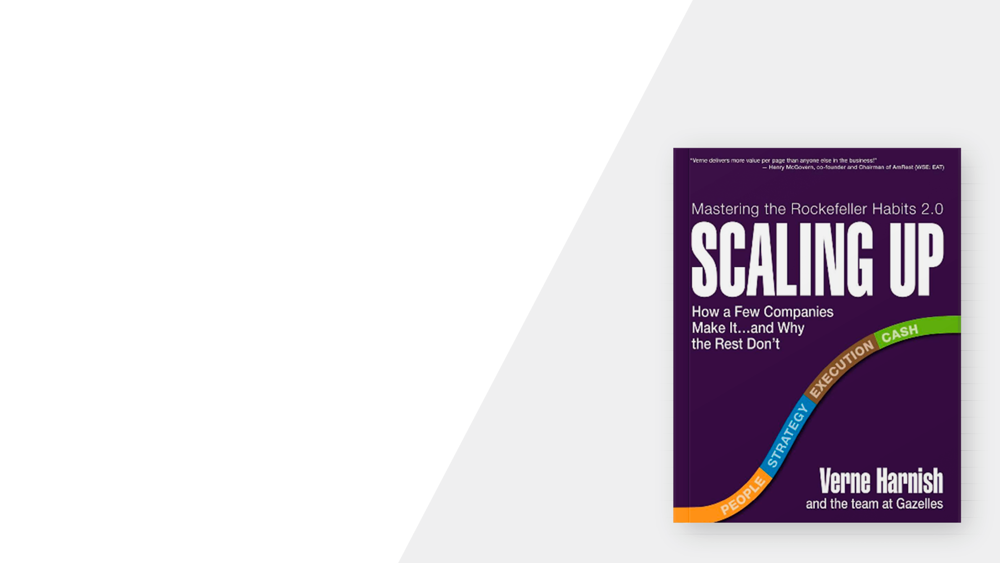 "Verne delivers more value per page than anyone else in the business!"
— Henry McGovern, co-founder and Chairman of AmRest (WSE: EAT)
Mastering the Rockefeller Habits 2.0
SCALING UP
How a Few Companies
Make It...and Why
the Rest Don't
CASH
EXECUTION
STRATEGY
PEOPLE
Verne Harnish
and the team at Gazelles